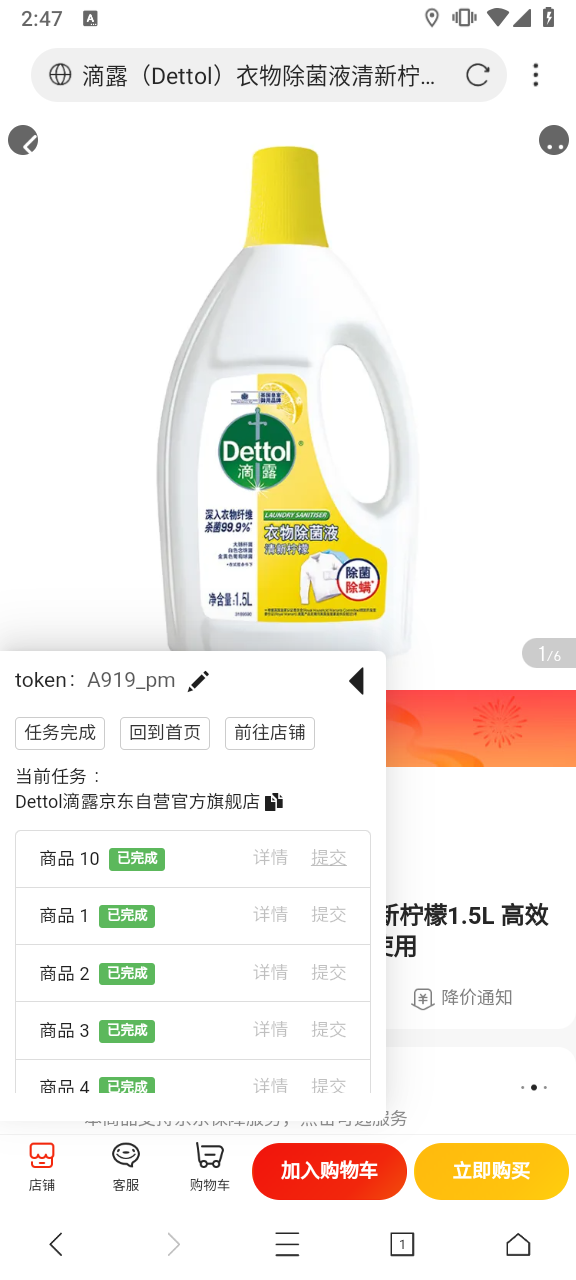 2:47
A
滴露（Dettol）衣物除菌液清新柠...
Dettol
滴露
深入衣物纤维
杀菌99.9%
LAUNDRY SANITISER
衣物除菌液
清新柠檬
除菌
除螨
净含量:1.5L
1/6
token： A919_pm
任务完成 回到首页 前往店铺
当前任务：
Dettol滴露京东自营官方旗舰店
商品 10 已完成 详情 提交
商品 1 已完成 详情 提交
商品 2 已完成 详情 提交
商品 3 已完成 详情 提交
商品 4 已完成 详情 提交
新柠檬1.5L 高效
使用
降价通知
店铺 客服 购物车 加入购物车 立即购买
1